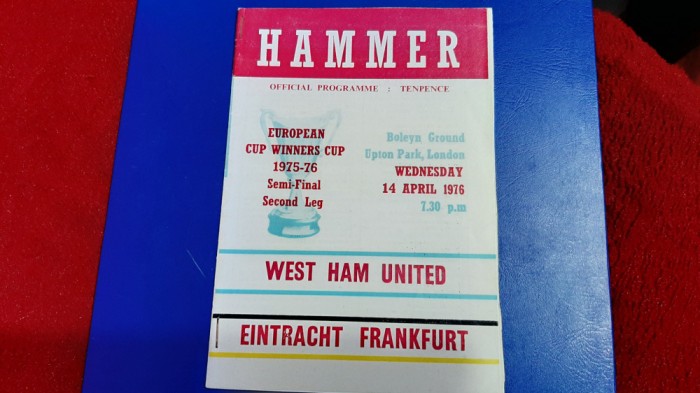 HAMMER
OFFICIAL PROGRAMME : TENPENCE
EUROPEAN
CUP WINNERS CUP
1975-76
Semi-Final
Second Leg
Boleyn Ground
Upton Park, London
WEDNESDAY
14 APRIL 1976
7.30 p.m
WEST HAM UNITED
EINTRACHT FRANKFURT